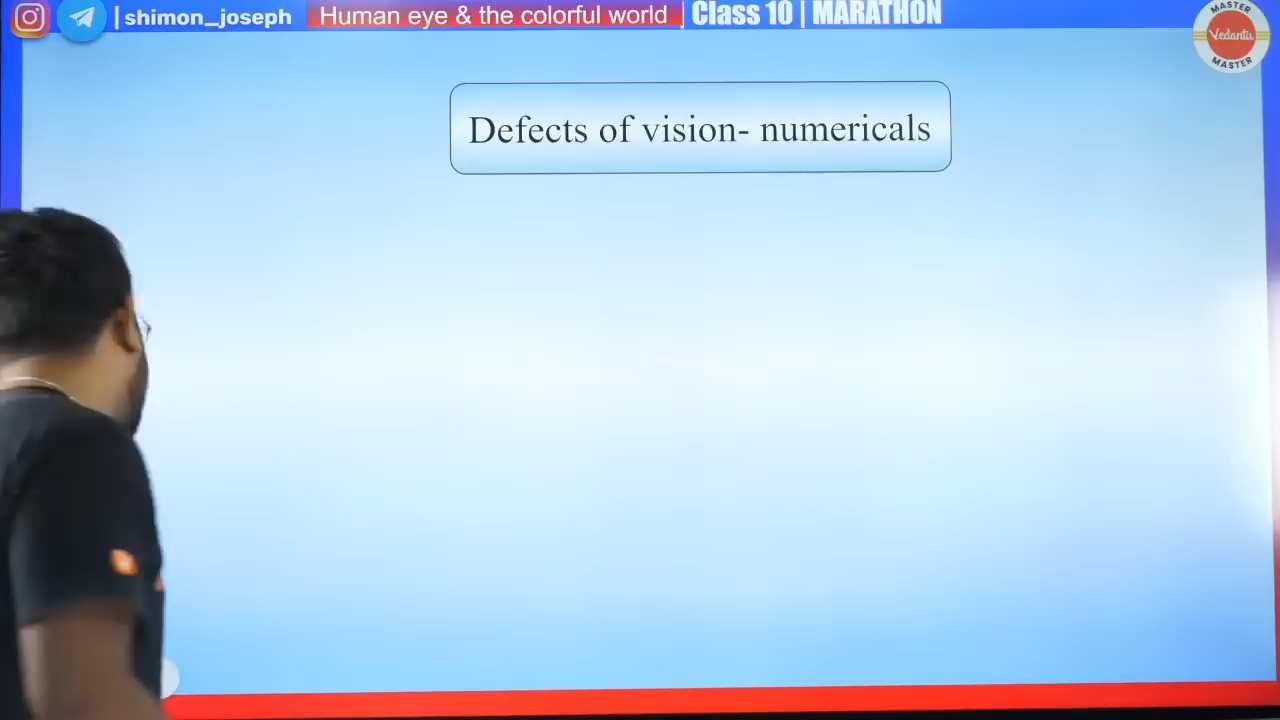 | shimon_joseph Human eye & the colorful world | Class 10 | MARATHON
MASTER
Vedantu
MASTER
Defects of vision- numericals